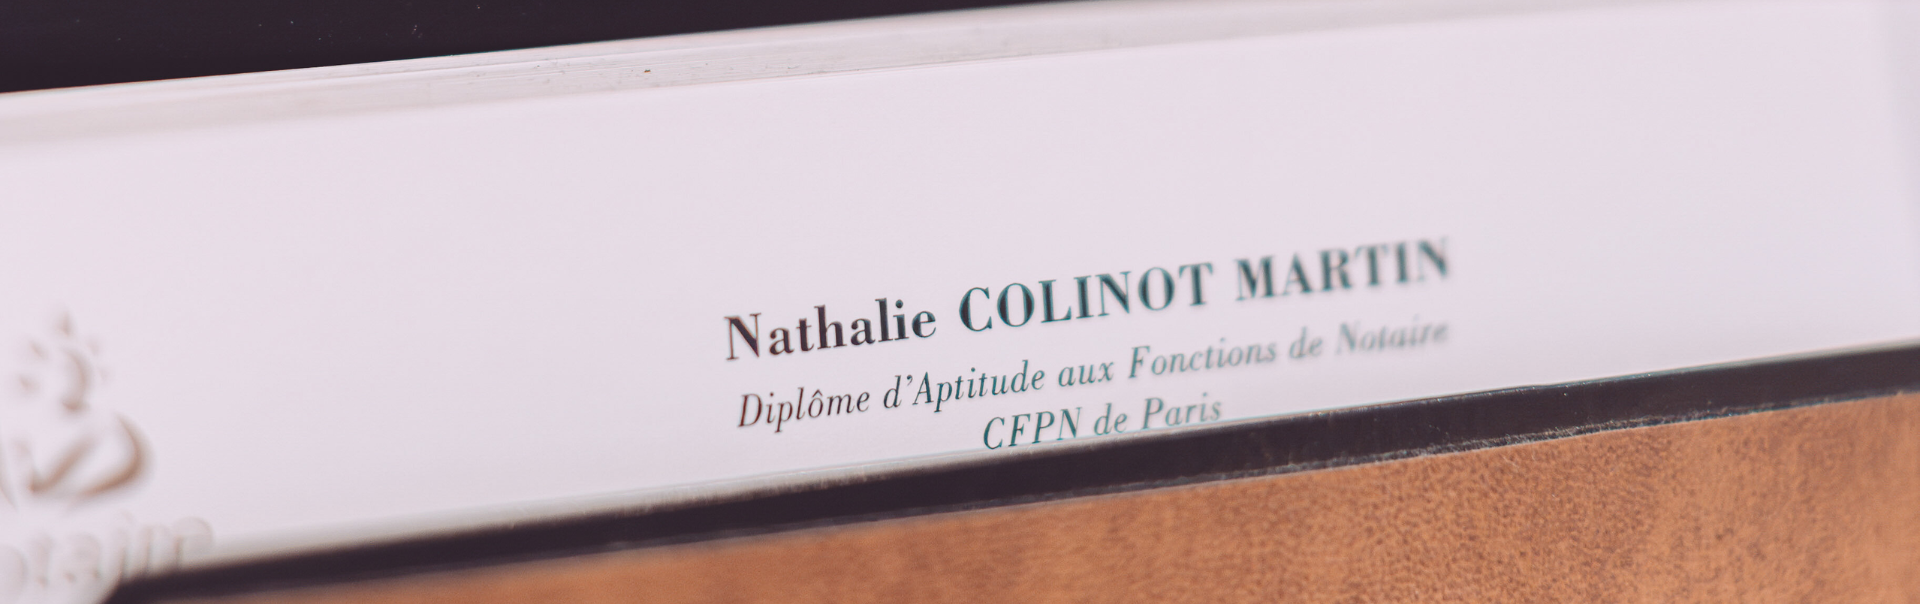 Nathalie COLINOT MARTIN
Diplôme d'Aptitude aux Fonctions de Notaire
CFPN de Paris